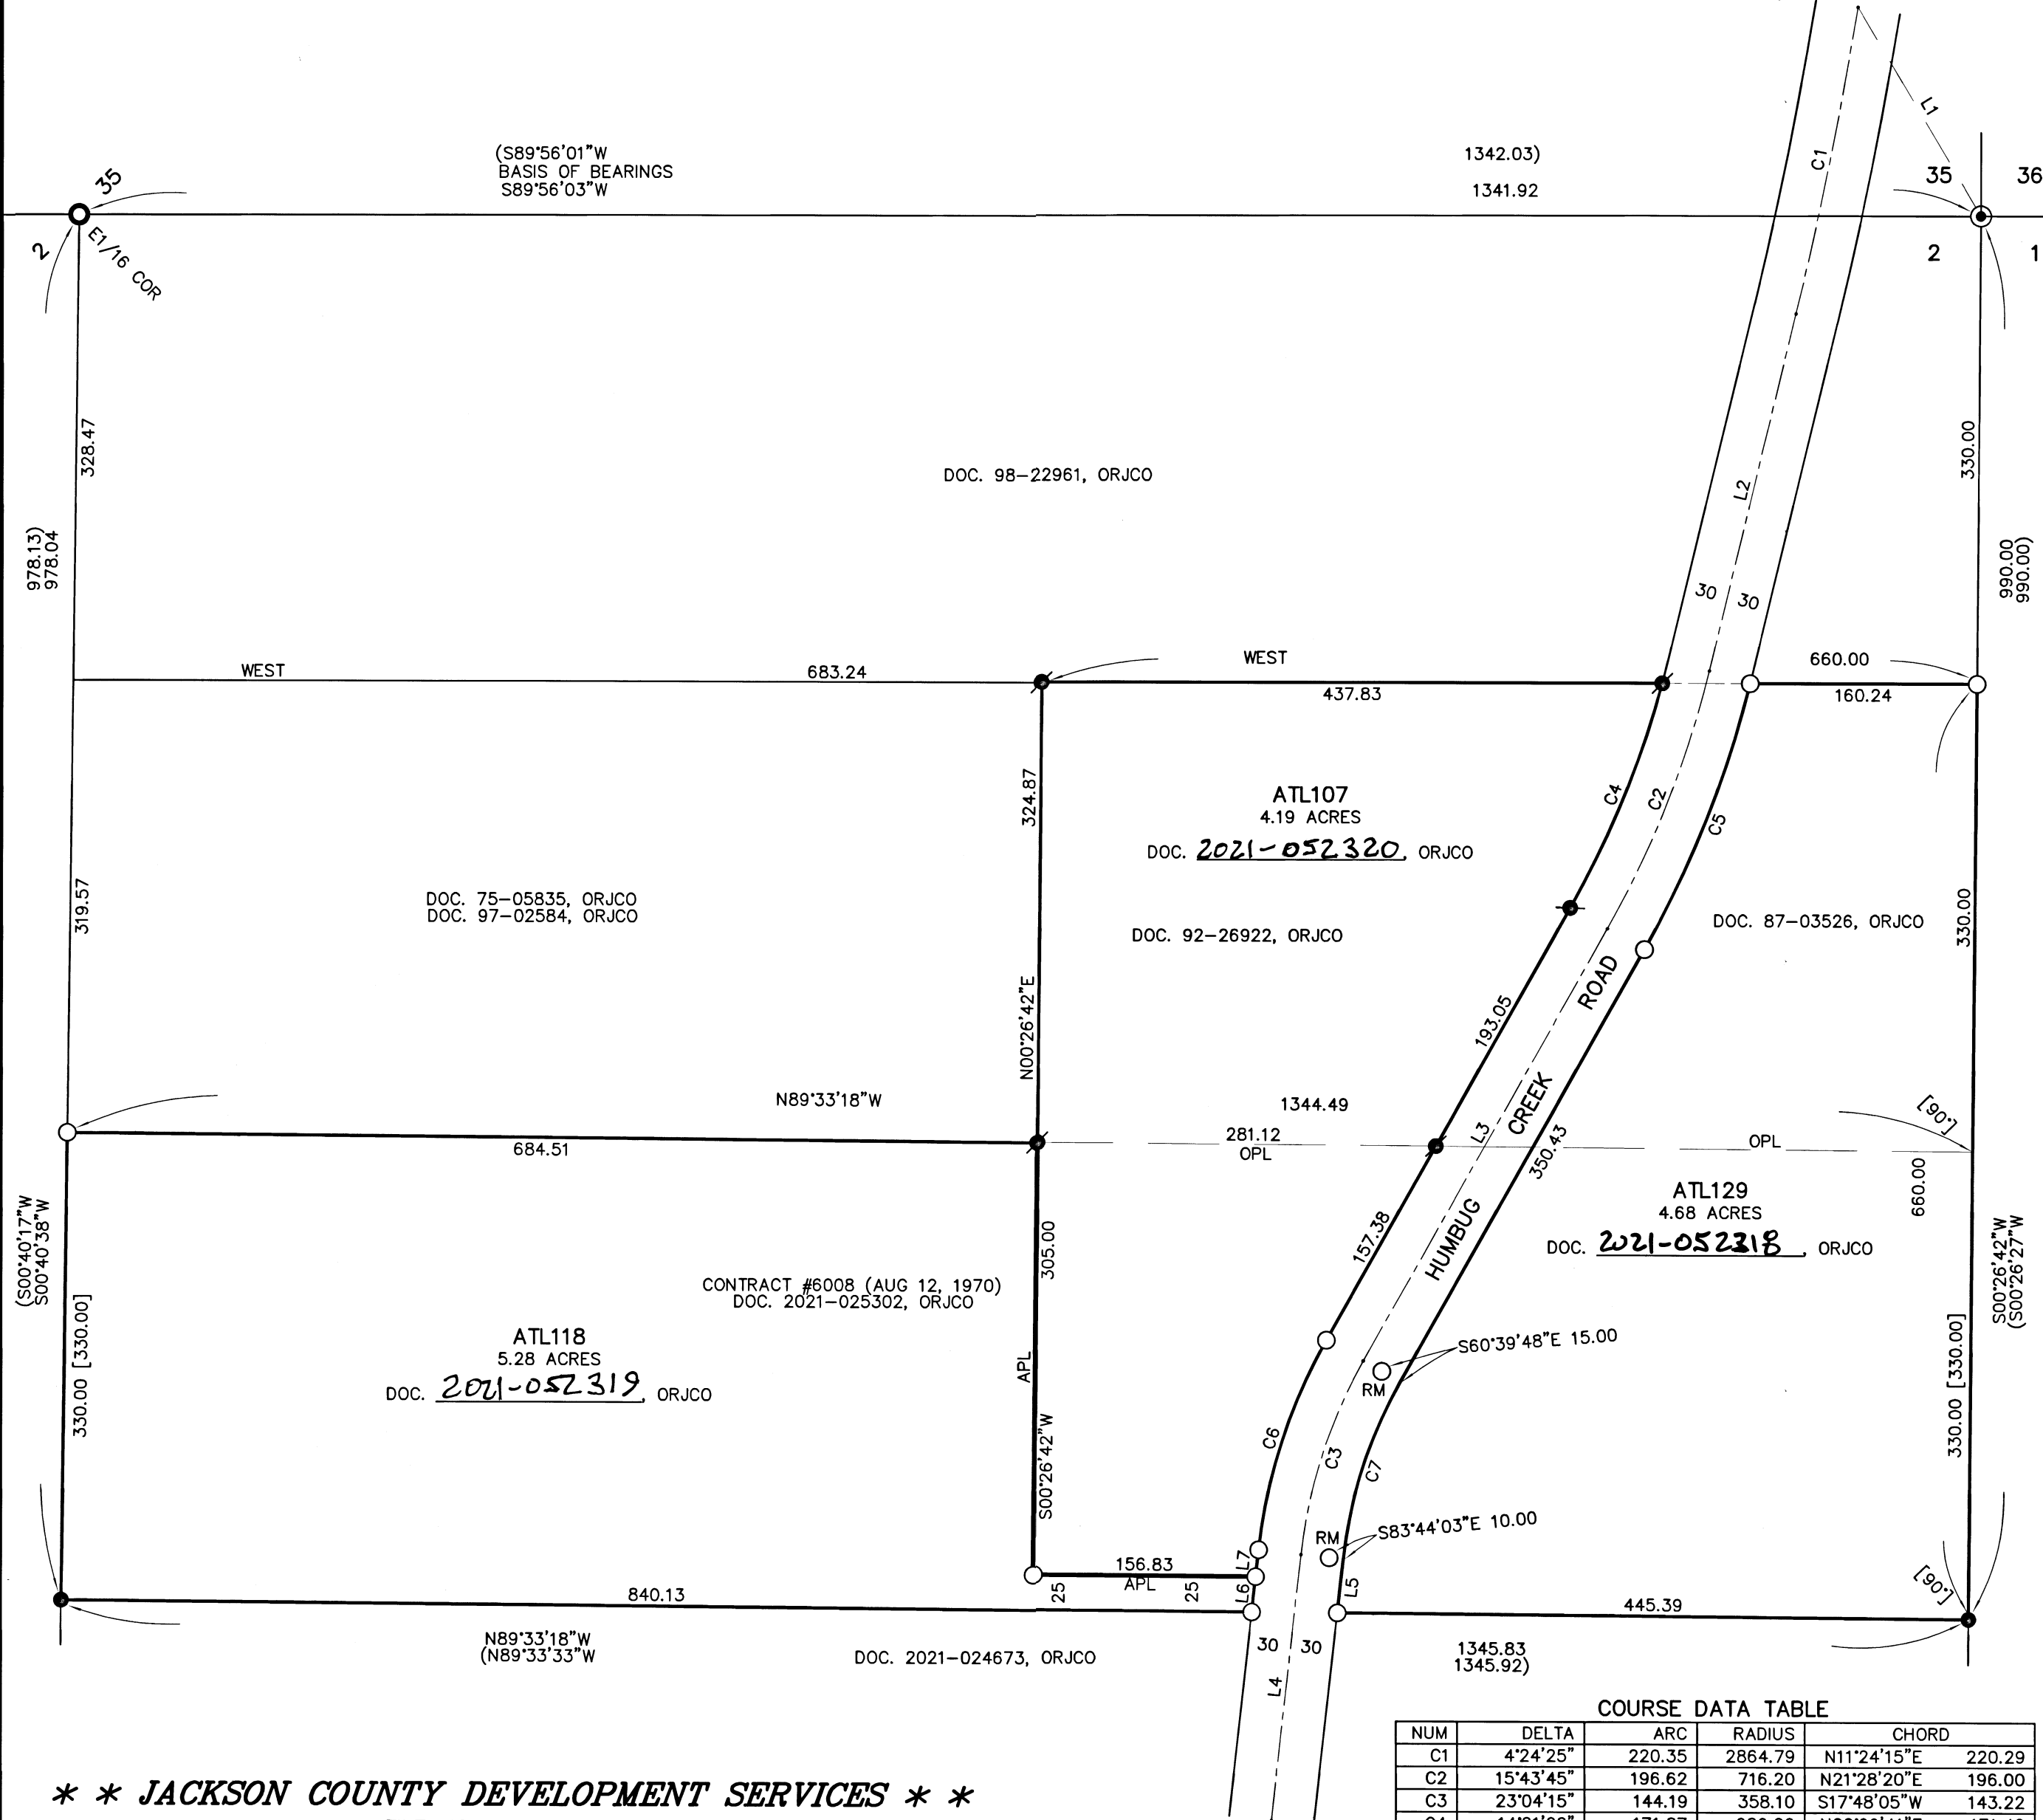 (S89°56'01"W 1342.03)
BASIS OF BEARINGS
S89°56'03"W 1341.92
35
2
E1/16 COR
L1
C1
35 36
2 1
328.47
978.13)
978.04
DOC. 98-22961, ORJCO
L2
30 30
330.00
990.00
990.00)
WEST 683.24
WEST
437.83
660.00
160.24
324.87
ATL107
4.19 ACRES
DOC. 2021-052320, ORJCO
C4
C2
C5
319.57
DOC. 75-05835, ORJCO
DOC. 97-02584, ORJCO
DOC. 92-26922, ORJCO
DOC. 87-03526, ORJCO
330.00
N00°26'42"E
193.05
HUMBUG CREEK ROAD
N89°33'18"W 1344.49
684.51
281.12
OPL
L3
350.43
OPL
[90°]
660.00
ATL129
4.68 ACRES
DOC. 2021-052318, ORJCO
(S00°40'17"W
S00°40'38"W
330.00 [330.00]
305.00
APL
S00°26'42"W
157.38
CONTRACT #6008 (AUG 12, 1970)
DOC. 2021-025302, ORJCO
ATL118
5.28 ACRES
DOC. 2021-052319, ORJCO
S60°39'48"E 15.00
RM
C6
C3
C7
S00°26'42"W
(S00°26'27"W
330.00 [330.00]
RM
S83°44'03"E 10.00
156.83
APL
25
25
L7
L6
L5
[90°]
840.13
445.39
N89°33'18"W
(N89°33'33"W
DOC. 2021-024673, ORJCO
30 30
L4
1345.83
1345.92)
COURSE DATA TABLE
NUM DELTA ARC RADIUS CHORD
C1 4°24'25" 220.35 2864.79 N11°24'15"E 220.29
C2 15°43'45" 196.62 716.20 N21°28'20"E 196.00
C3 23°04'15" 144.19 358.10 S17°48'05"W 143.22
* * JACKSON COUNTY DEVELOPMENT SERVICES * *